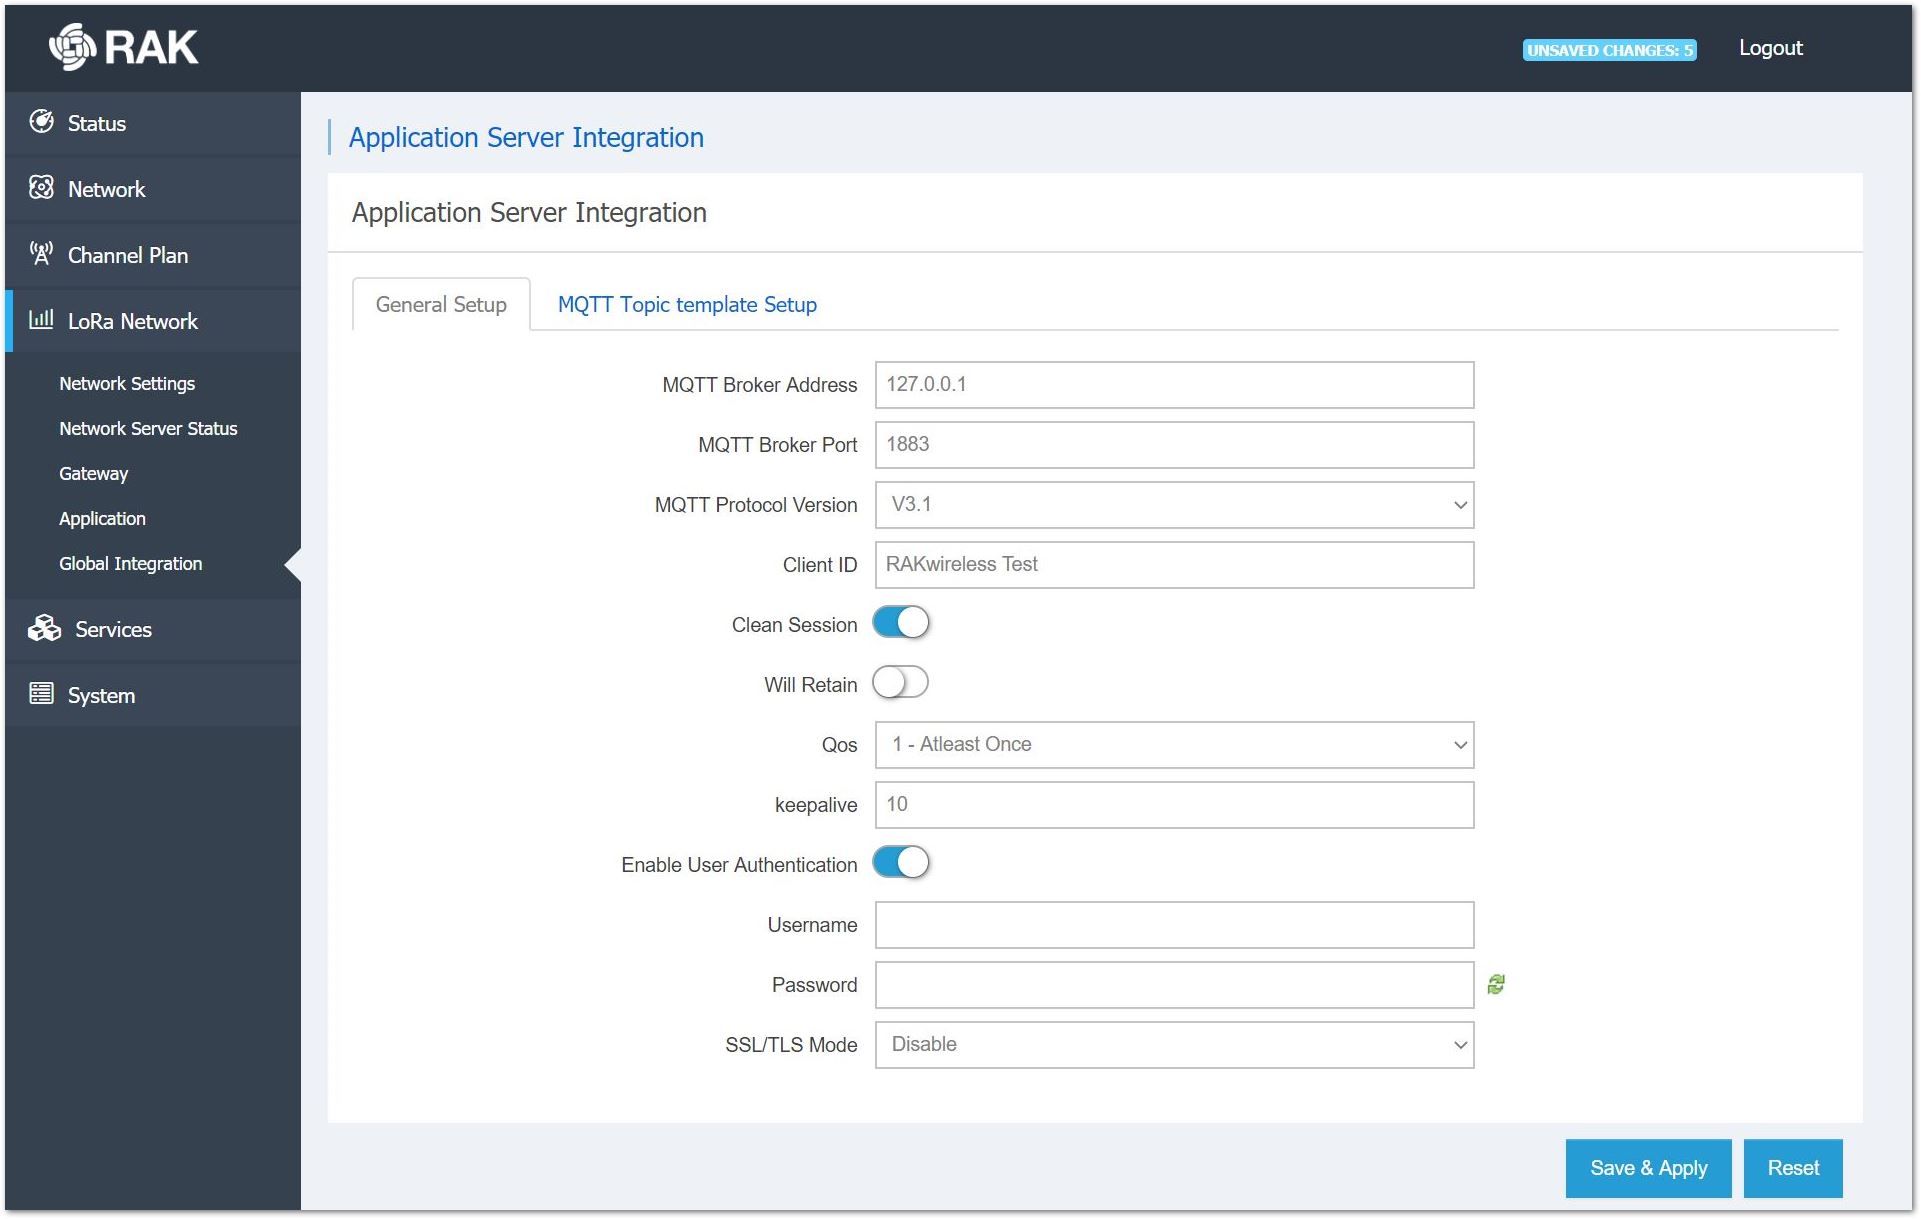 RAK
UNSAVED CHANGES: 5
Logout
Status
Network
Channel Plan
LoRa Network
Network Settings
Network Server Status
Gateway
Application
Global Integration
Services
System
Application Server Integration
Application Server Integration
General Setup
MQTT Topic template Setup
MQTT Broker Address 127.0.0.1
MQTT Broker Port 1883
MQTT Protocol Version V3.1
Client ID RAKwireless Test
Clean Session
Will Retain
Qos 1 - Atleast Once
keepalive 10
Enable User Authentication
Username
Password
SSL/TLS Mode Disable
Save & Apply
Reset